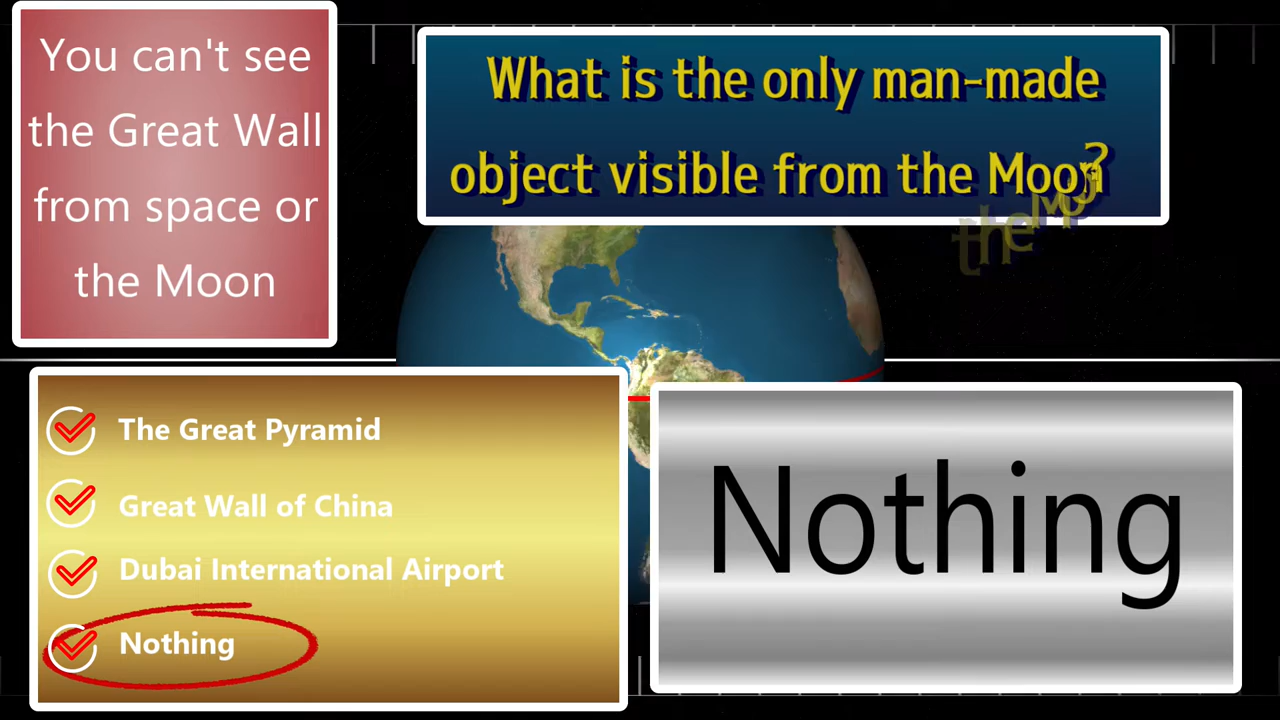 You can't see
the Great Wall
from space or
the Moon
What is the only man-made
object visible from the Moon?
The Great Pyramid
Great Wall of China
Dubai International Airport
Nothing
Nothing